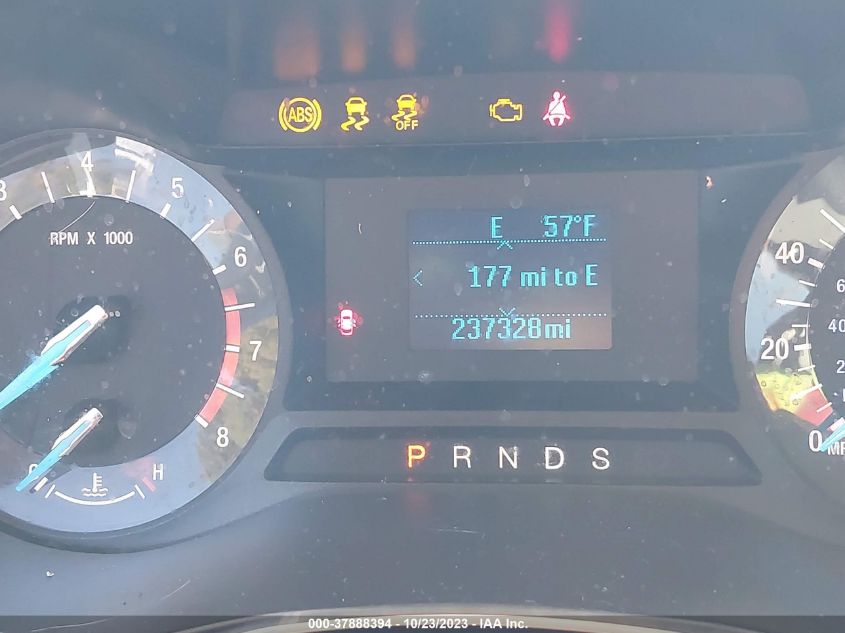 ABS
OFF
3 4 5 6 7 8
RPM X 1000
H
E 57°F
< 177 mi to E
237328mi
P R N D S
40
20
0
000-37888394 - 10/23/2023 - IAA Inc.